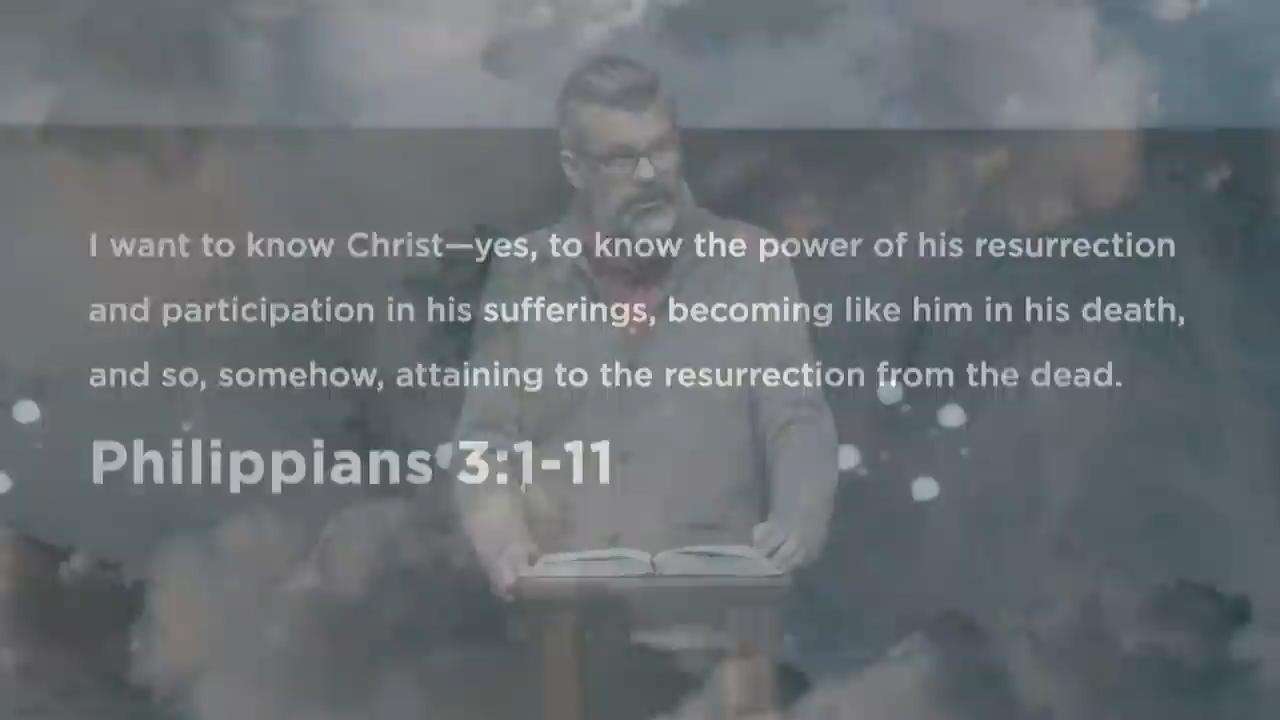 I want to know Christ—yes, to know the power of his resurrection
and participation in his sufferings, becoming like him in his death,
and so, somehow, attaining to the resurrection from the dead.
Philippians 3:1-11